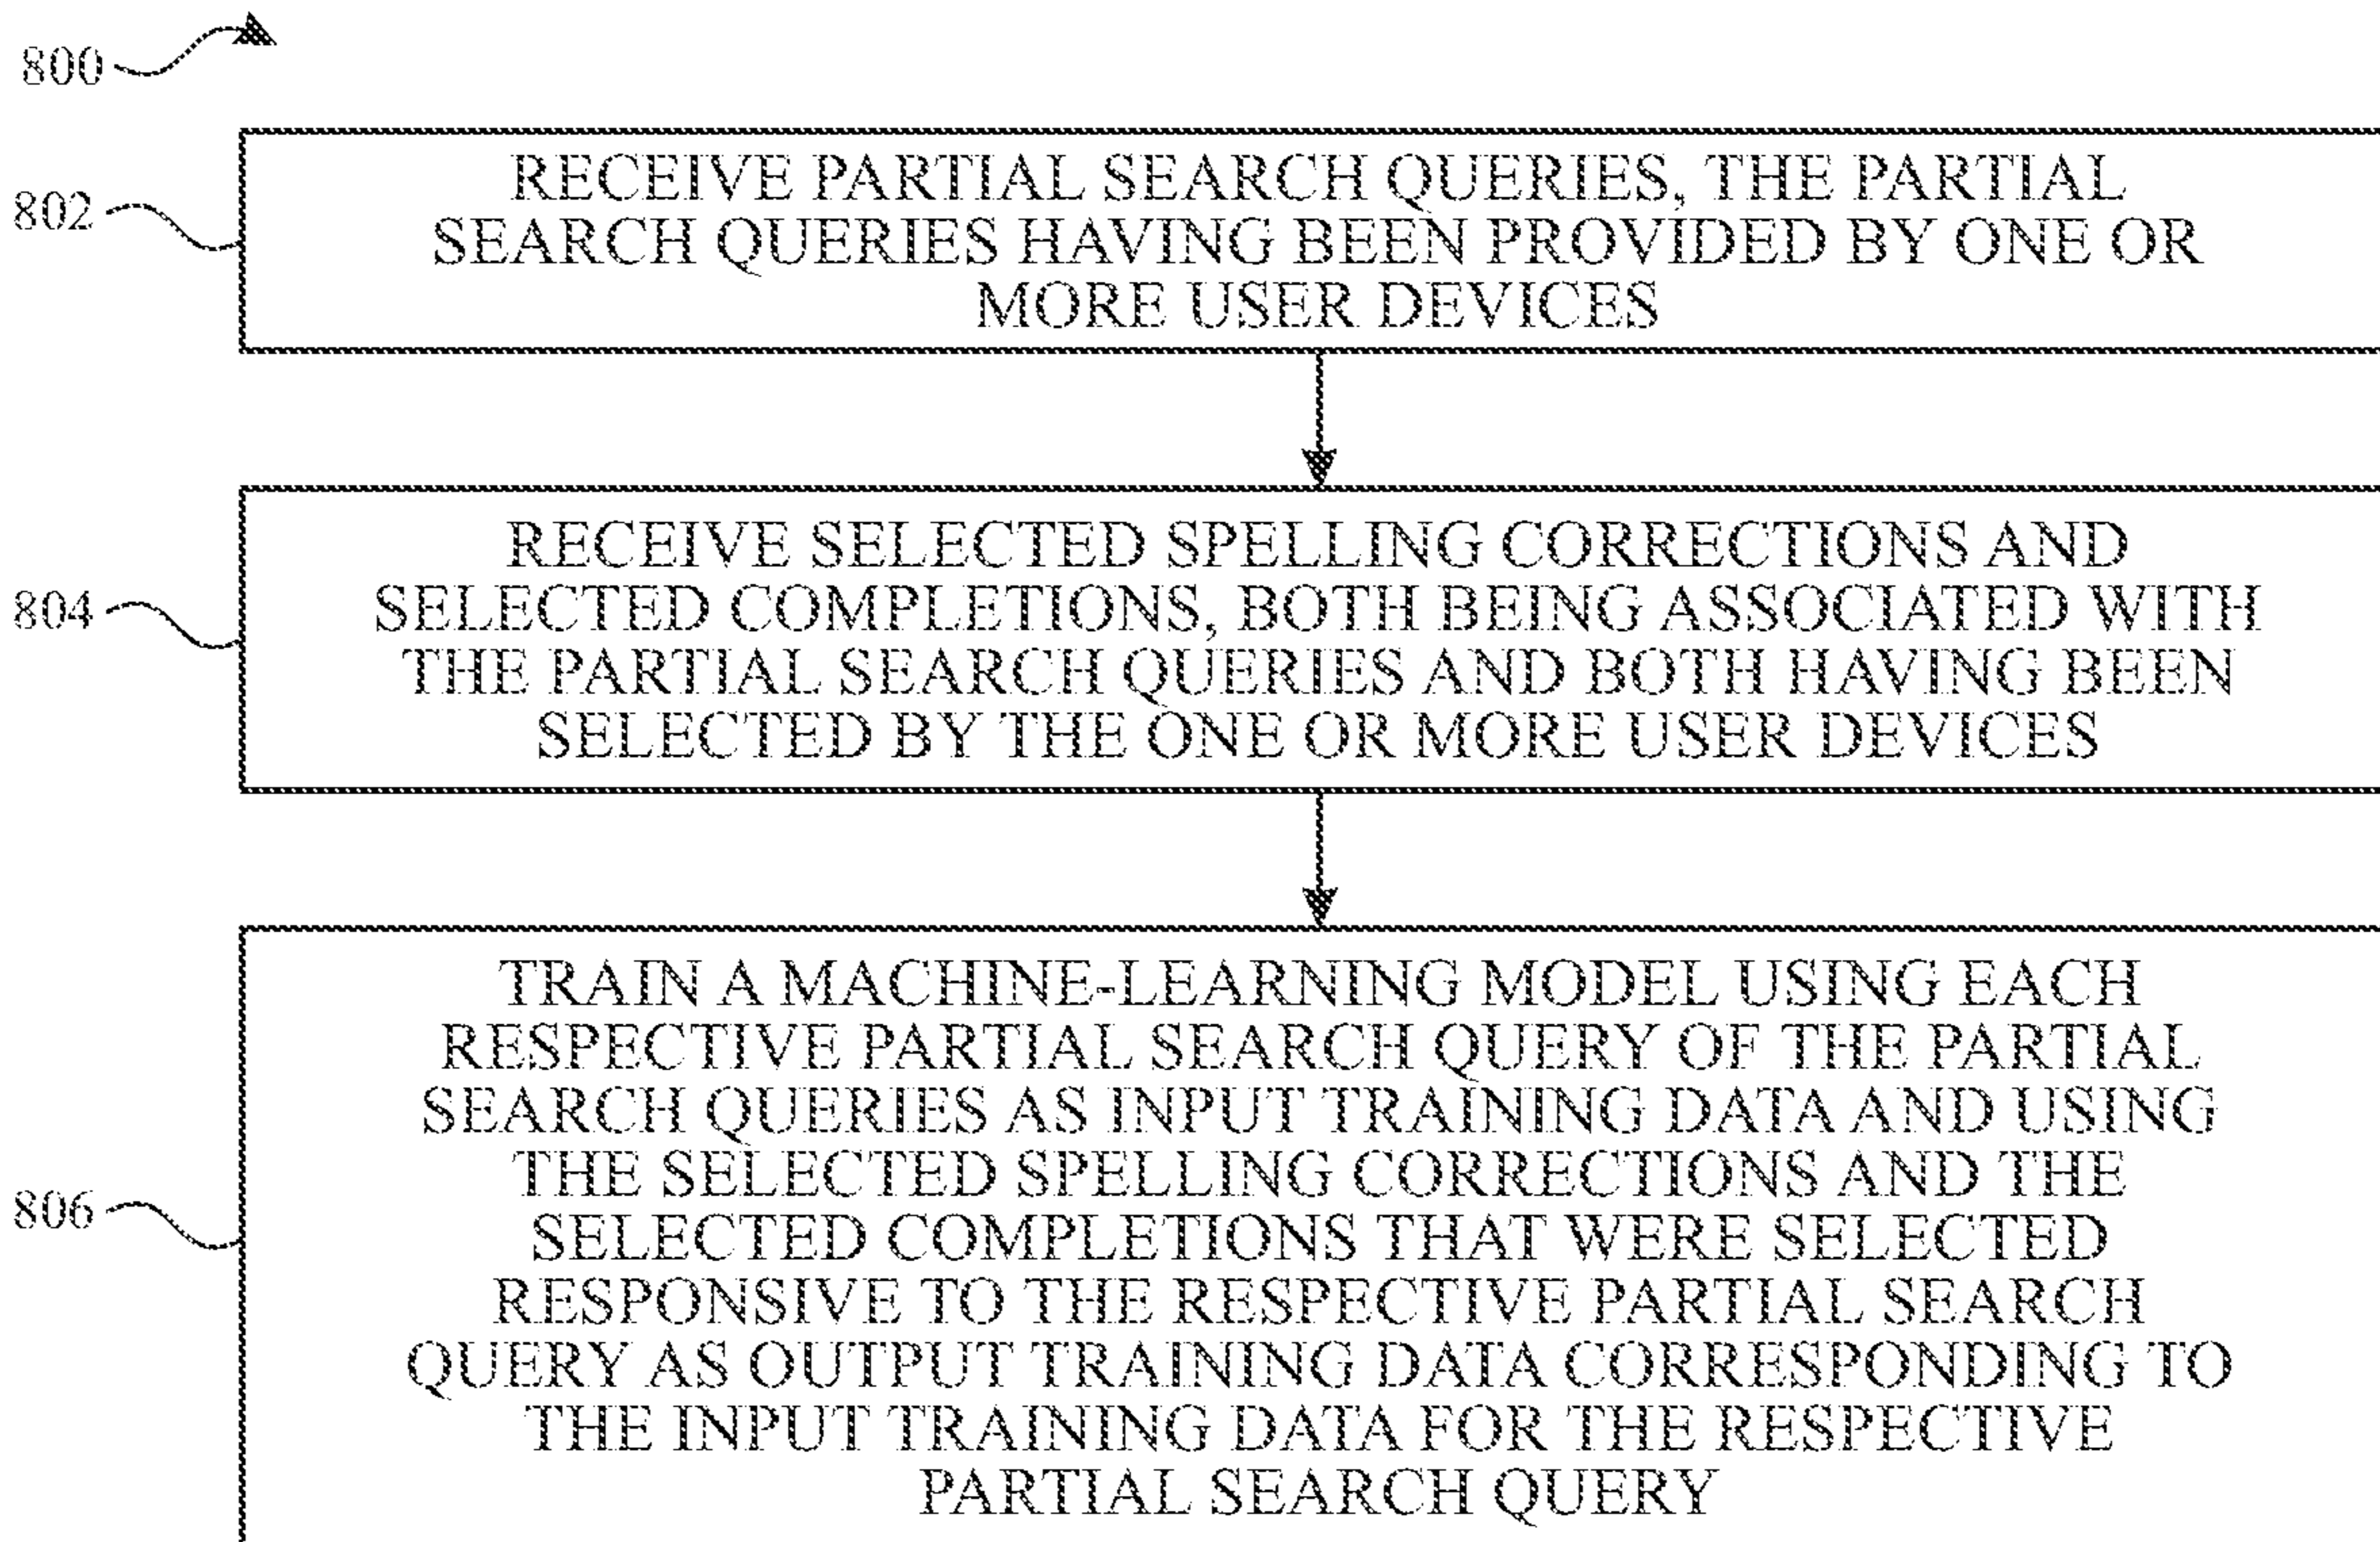 800
802
RECEIVE PARTIAL SEARCH QUERIES, THE PARTIAL
SEARCH QUERIES HAVING BEEN PROVIDED BY ONE OR
MORE USER DEVICES
804
RECEIVE SELECTED SPELLING CORRECTIONS AND
SELECTED COMPLETIONS, BOTH BEING ASSOCIATED WITH
THE PARTIAL SEARCH QUERIES AND BOTH HAVING BEEN
SELECTED BY THE ONE OR MORE USER DEVICES
806
TRAIN A MACHINE-LEARNING MODEL USING EACH
RESPECTIVE PARTIAL SEARCH QUERY OF THE PARTIAL
SEARCH QUERIES AS INPUT TRAINING DATA AND USING
THE SELECTED SPELLING CORRECTIONS AND THE
SELECTED COMPLETIONS THAT WERE SELECTED
RESPONSIVE TO THE RESPECTIVE PARTIAL SEARCH
QUERY AS OUTPUT TRAINING DATA CORRESPONDING TO
THE INPUT TRAINING DATA FOR THE RESPECTIVE
PARTIAL SEARCH QUERY